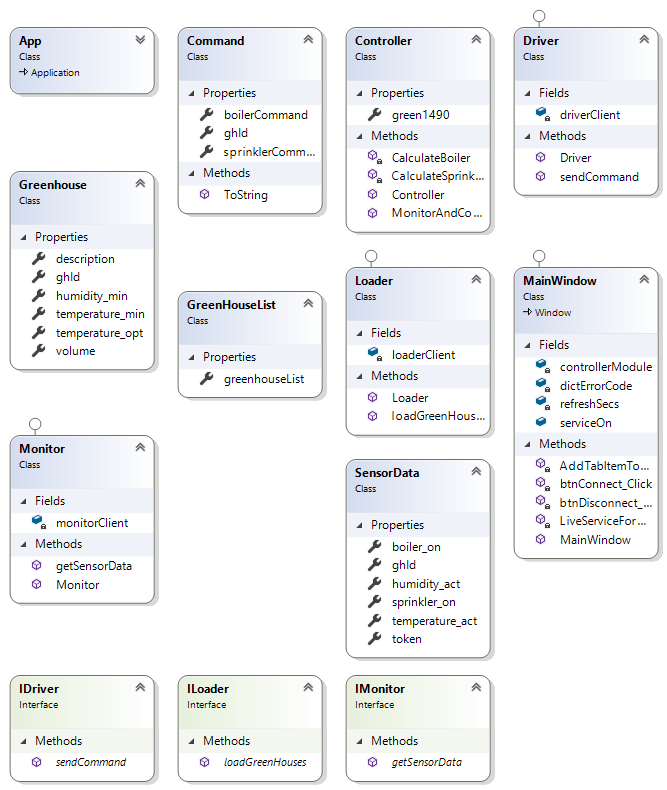 App
Class
Application
Command
Class
Properties
boilerCommand
ghId
sprinklerComm...
Methods
ToString
Controller
Class
Properties
green1490
Methods
CalculateBoiler
CalculateSprink...
Controller
MonitorAndCo...
Driver
Class
Fields
driverClient
Methods
Driver
sendCommand
Greenhouse
Class
Properties
description
ghId
humidity_min
temperature_min
temperature_opt
volume
GreenHouseList
Class
Properties
greenhouseList
Loader
Class
Fields
loaderClient
Methods
Loader
loadGreenHous...
MainWindow
Class
Window
Fields
controllerModule
dictErrorCode
refreshSecs
serviceOn
Methods
AddTabItemTo...
btnConnect_Click
btnDisconnect_...
LiveServiceFor...
MainWindow
Monitor
Class
Fields
monitorClient
Methods
getSensorData
Monitor
SensorData
Class
Properties
boiler_on
ghId
humidity_act
sprinkler_on
temperature_act
token
IDriver
Interface
Methods
sendCommand
ILoader
Interface
Methods
loadGreenHouses
IMonitor
Interface
Methods
getSensorData